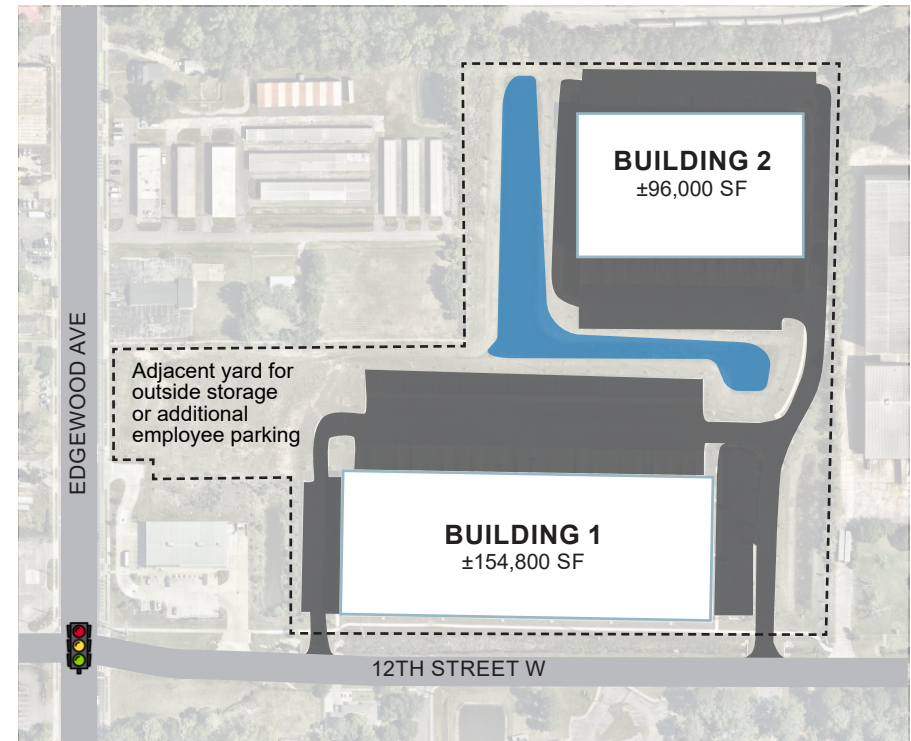 BUILDING 2
±96,000 SF
EDGEWOOD AVE
Adjacent yard for
outside storage
or additional
employee parking
BUILDING 1
±154,800 SF
12TH STREET W